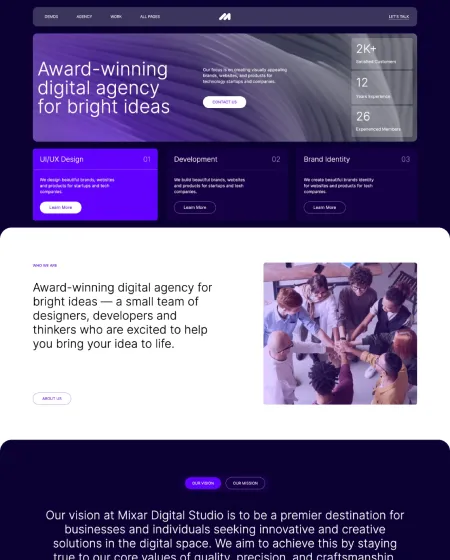 DEMOS AGENCY WORK ALL PAGES LET'S TALK
Award-winning
digital agency
for bright ideas
Our focus is on creating visually appealing
brands, websites, and products for
technology startups and companies.
CONTACT US
2K+
Satisfied Customers
12
Years Experience
26
Experienced Members
UI/UX Design 01
We design beautiful brands, websites
and products for startups and tech
companies.
Learn More
Development 02
We build beautiful brands, websites
and products for startups and tech
companies.
Learn More
Brand Identity 03
We create beautiful brands identity
for websites and products for tech
startups.
Learn More
WHO WE ARE
Award-winning digital agency for
bright ideas — a small team of
designers, developers and
thinkers who are excited to help
you bring your idea to life.
ABOUT US
OUR VISION OUR MISSION
Our vision at Mixar Digital Studio is to be a premier destination for
businesses and individuals seeking innovative and creative
solutions in the digital space. We aim to achieve this by staying
true to our core values of quality, precision, and craftsmanship,